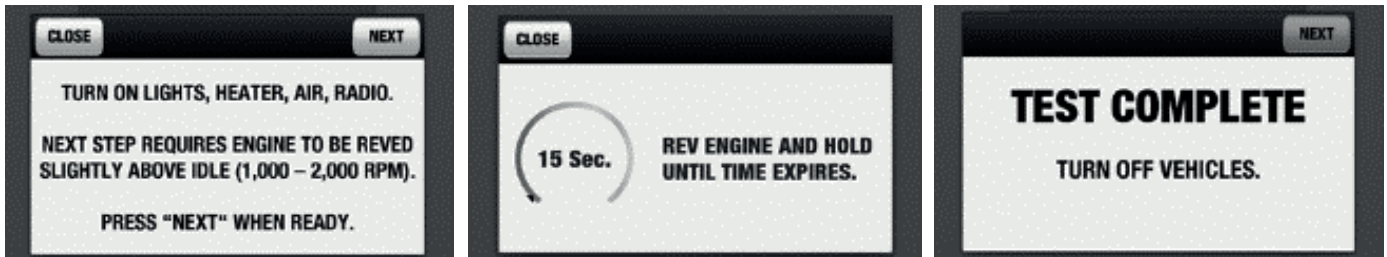 CLOSE
NEXT
TURN ON LIGHTS, HEATER, AIR, RADIO.
NEXT STEP REQUIRES ENGINE TO BE REVED
SLIGHTLY ABOVE IDLE (1,000 – 2,000 RPM).
PRESS "NEXT" WHEN READY.
CLOSE
15 Sec.
REV ENGINE AND HOLD
UNTIL TIME EXPIRES.
NEXT
TEST COMPLETE
TURN OFF VEHICLES.